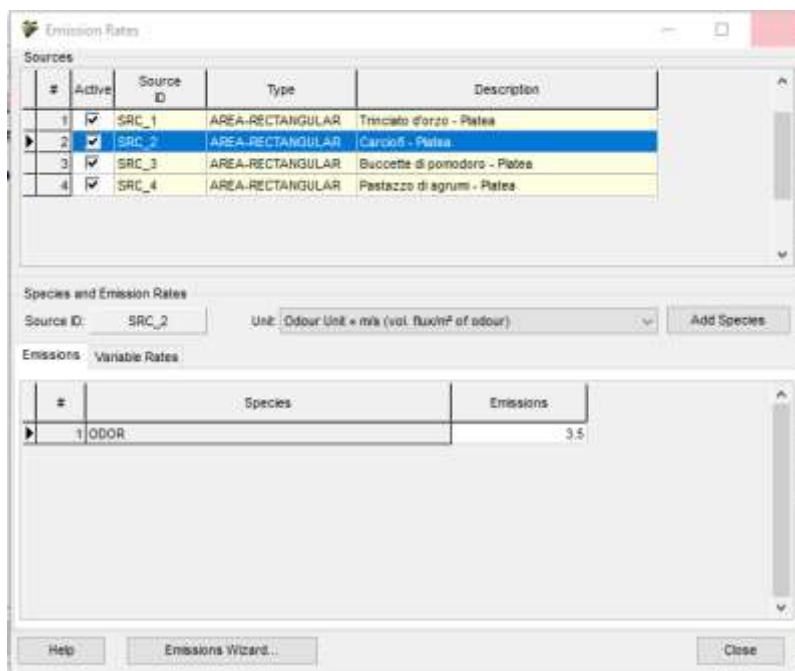 Emission Rates
Sources
# Active Source ID Type Description
1 SRC_1 AREA-RECTANGULAR Trinciato d'orzo - Platea
2 SRC_2 AREA-RECTANGULAR Carciofi - Platea
3 SRC_3 AREA-RECTANGULAR Buccette di pomodoro - Platea
4 SRC_4 AREA-RECTANGULAR Pastazzo di agrumi - Platea
Species and Emission Rates
Source ID: SRC_2 Unit: Odour Unit * m/s (vol. flux/m² of odour) Add Species
Emissions Variable Rates
# Species Emissions
1 ODOR 3.5
Help Emissions Wizard... Close